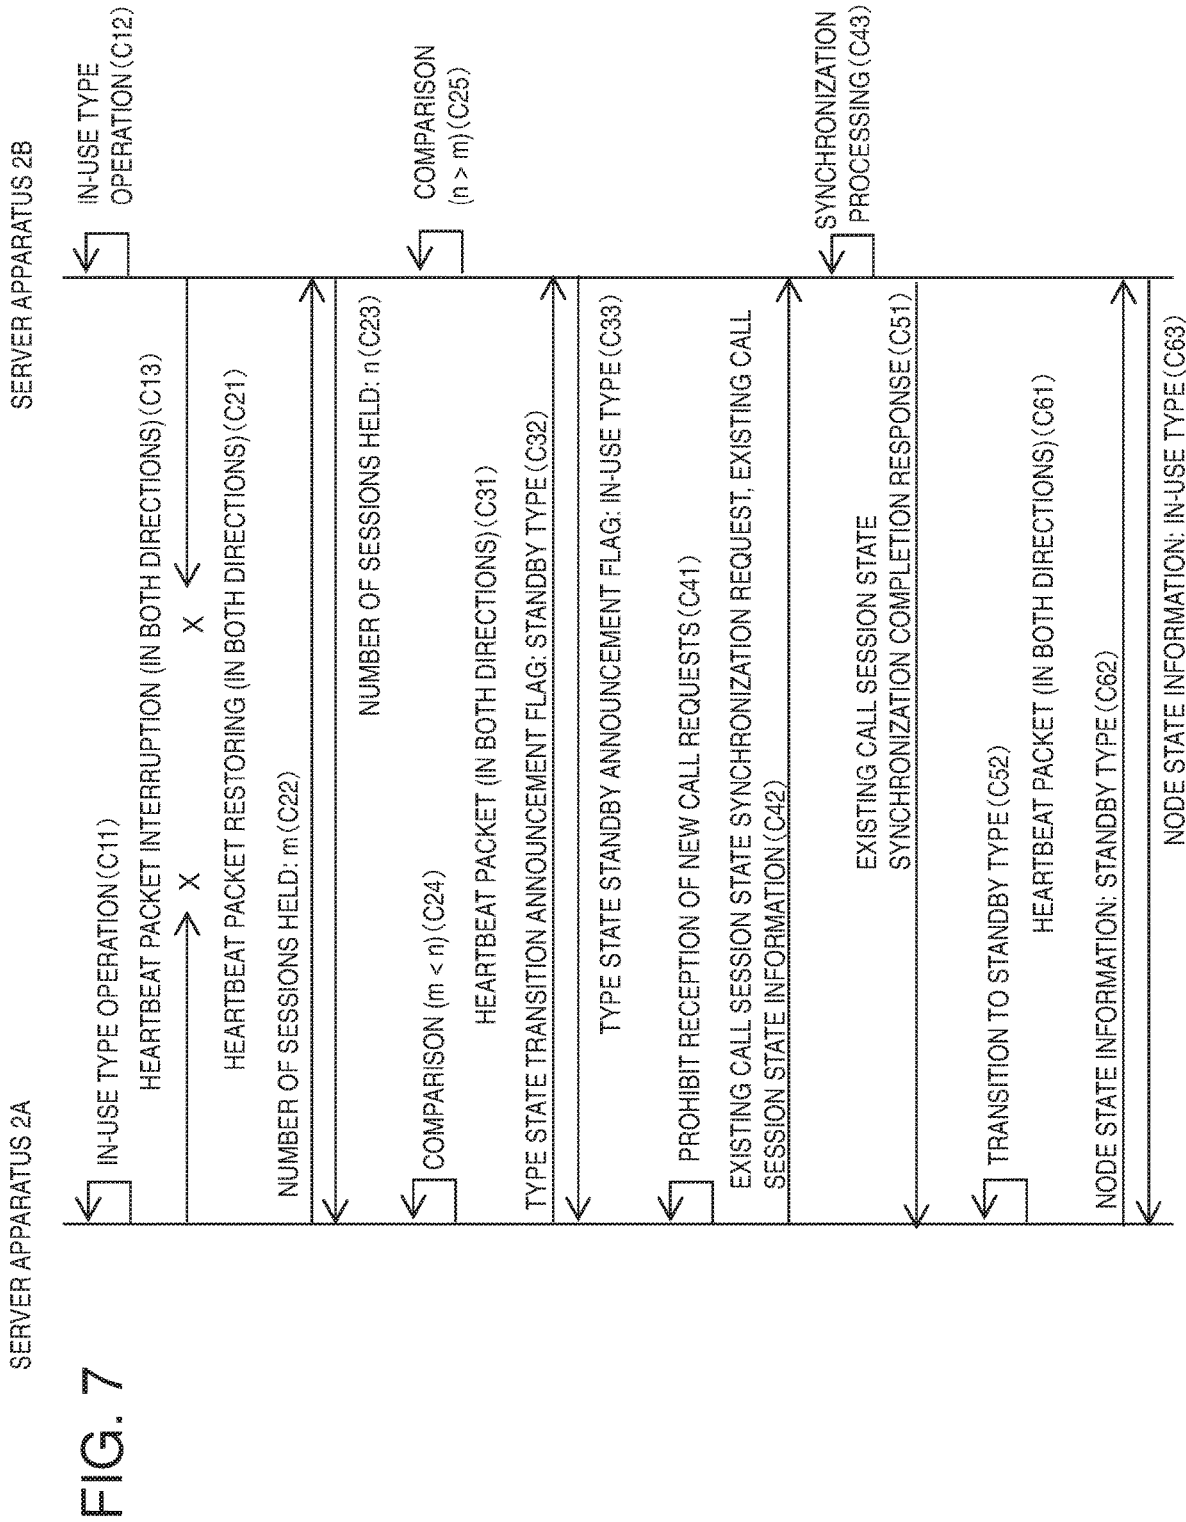 FIG. 7
SERVER APPARATUS 2A
SERVER APPARATUS 2B
IN-USE TYPE OPERATION(C11)
IN-USE TYPE
OPERATION(C12)
HEARTBEAT PACKET INTERRUPTION (IN BOTH DIRECTIONS)(C13)
X
X
HEARTBEAT PACKET RESTORING (IN BOTH DIRECTIONS)(C21)
NUMBER OF SESSIONS HELD: m(C22)
NUMBER OF SESSIONS HELD: n(C23)
COMPARISON (m < n)(C24)
COMPARISON
(n > m)(C25)
HEARTBEAT PACKET (IN BOTH DIRECTIONS)(C31)
TYPE STATE TRANSITION ANNOUNCEMENT FLAG: STANDBY TYPE(C32)
TYPE STATE STANDBY ANNOUNCEMENT FLAG: IN-USE TYPE(C33)
PROHIBIT RECEPTION OF NEW CALL REQUESTS(C41)
EXISTING CALL SESSION STATE SYNCHRONIZATION REQUEST, EXISTING CALL
SESSION STATE INFORMATION(C42)
SYNCHRONIZATION
PROCESSING(C43)
EXISTING CALL SESSION STATE
SYNCHRONIZATION COMPLETION RESPONSE(C51)
TRANSITION TO STANDBY TYPE(C52)
HEARTBEAT PACKET (IN BOTH DIRECTIONS)(C61)
NODE STATE INFORMATION: STANDBY TYPE(C62)
NODE STATE INFORMATION: IN-USE TYPE(C63)